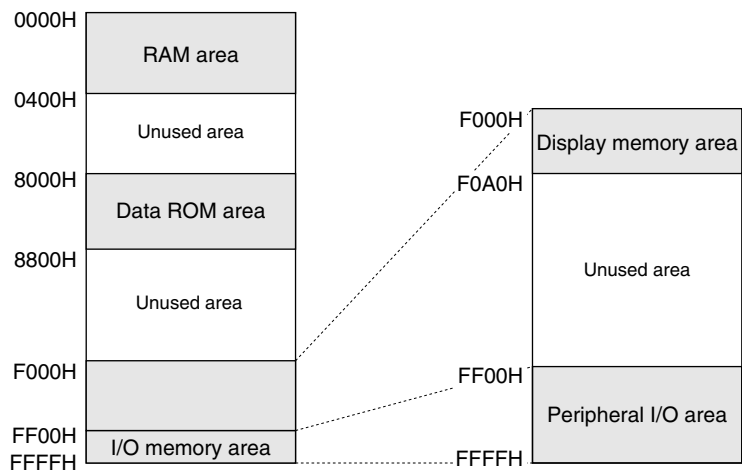 0000H
RAM area
0400H
Unused area
8000H
Data ROM area
8800H
Unused area
F000H
FF00H
I/O memory area
FFFFH
F000H
Display memory area
F0A0H
Unused area
FF00H
Peripheral I/O area
FFFFH